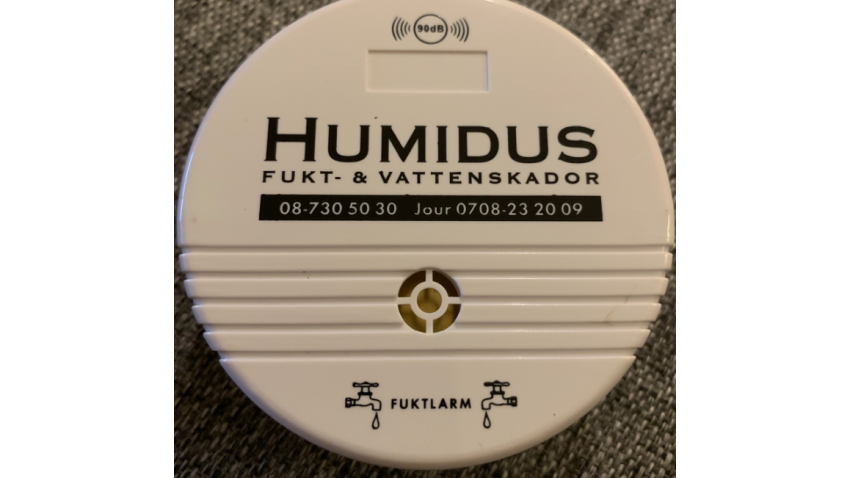 90dB
HUMIDUS
FUKT- & VATTENSKADOR
08-730 50 30 Jour 0708-23 20 09
FUKTLARM